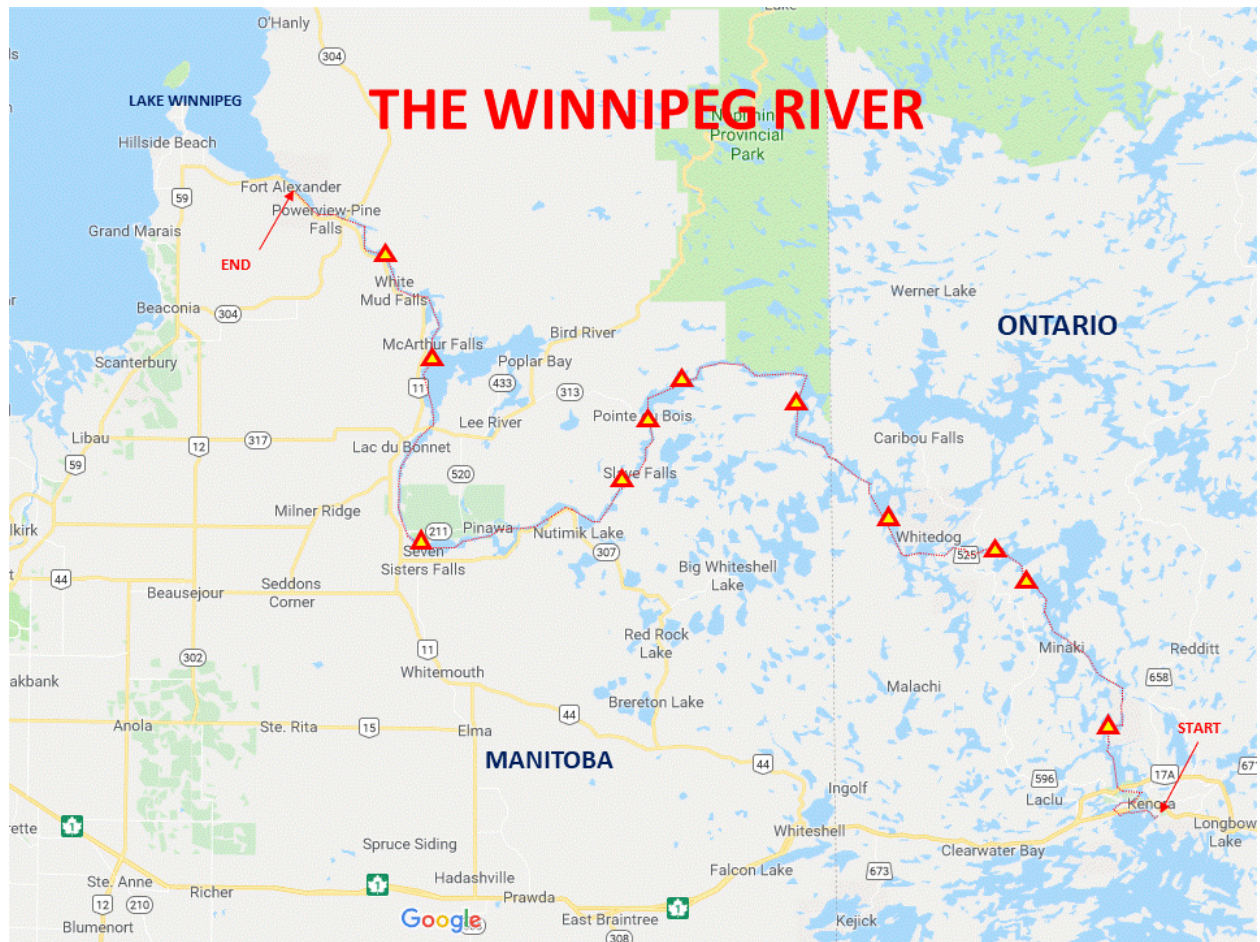 O'Hanly
Lake
304
THE WINNIPEG RIVER
LAKE WINNIPEG
Hillside Beach
Provincial
Park
59
Fort Alexander
Powerview-Pine
Falls
Grand Marais
END
White
Mud Falls
Werner Lake
Beaconia
304
ONTARIO
Bird River
McArthur Falls
Scanterbury
Poplar Bay
433
11
313
Pointe du Bois
Lee River
Libau
12
317
Lac du Bonnet
Caribou Falls
59
520
Slave Falls
Milner Ridge
211
Pinawa
Nutimik Lake
Whitedog
525
Seven
Sisters Falls
307
Big Whiteshell
Lake
44
Seddons
Corner
Beausejour
Red Rock
Lake
11
302
Minaki
Redditt
658
Whitemouth
Malachi
Brereton Lake
Anola
Ste. Rita
15
Elma
44
START
MANITOBA
44
17A
671
596
Ingolf
Laclu
Kenora
1
Whiteshell
Longbow
Lake
Spruce Siding
Clearwater Bay
Falcon Lake
673
Ste. Anne
Hadashville
1
Richer
Prawda
12
210
1
Google
East Braintree
Kejick
Blumenort
308